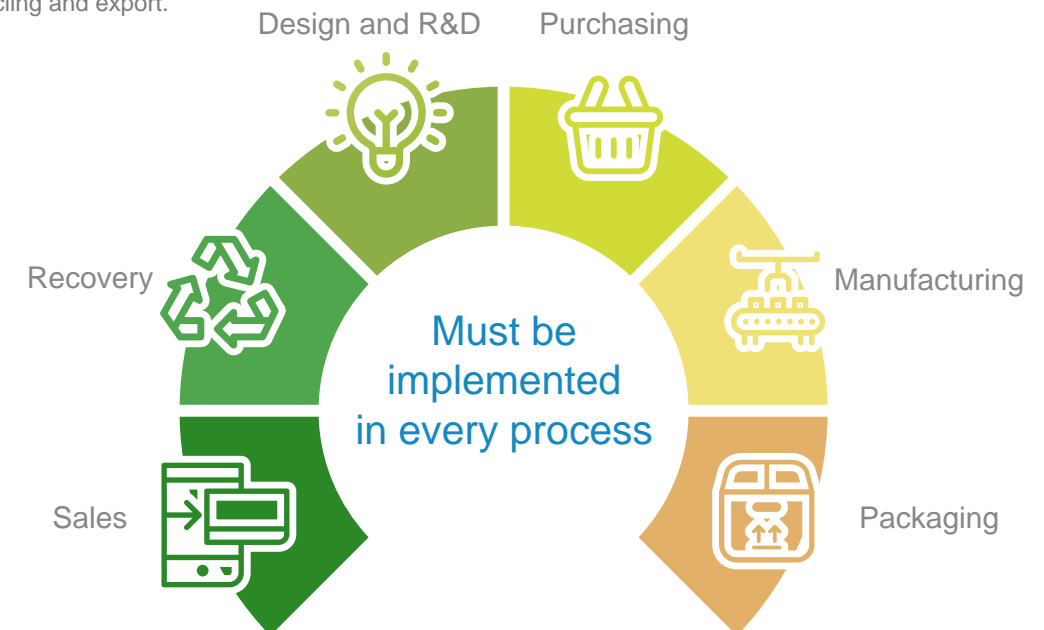 cling and export.
Design and R&D
Purchasing
Recovery
Manufacturing
Must be
implemented
in every process
Sales
Packaging